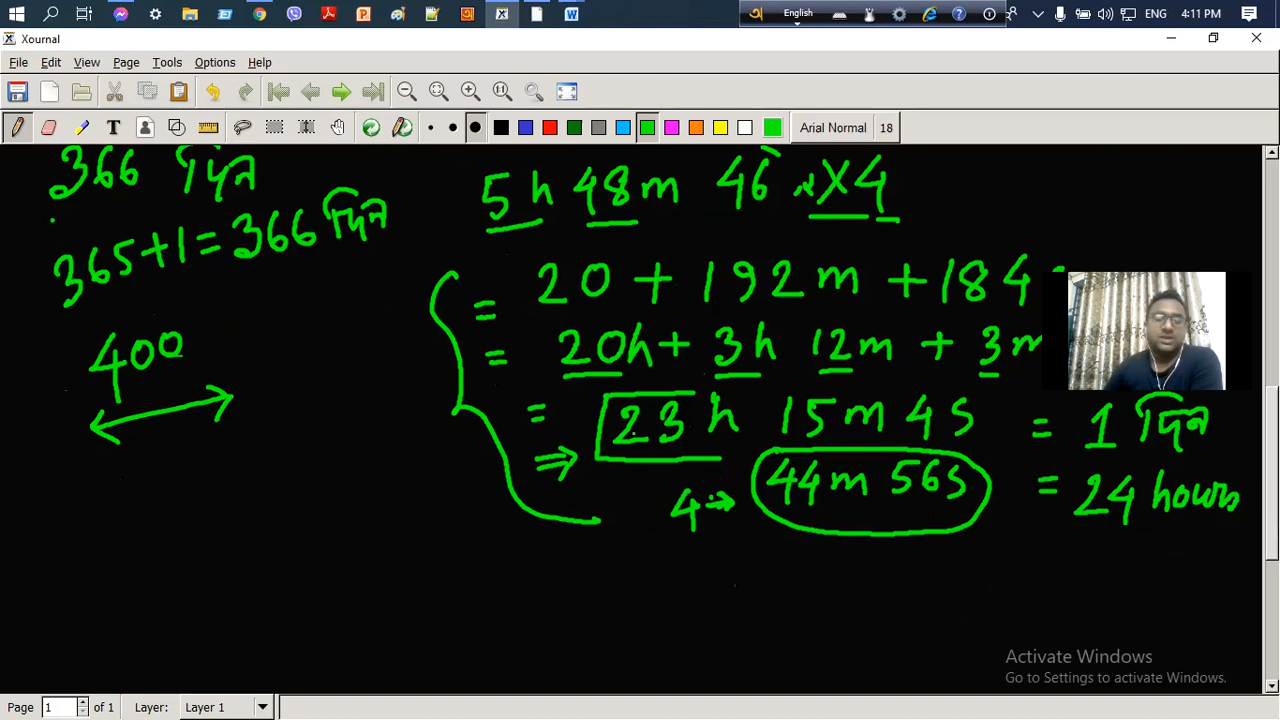 ENG 4:11 PM
English
Xournal
File Edit View Page Tools Options Help
Arial Normal 18
366 দিন
5h 48m 46 s X4
365+1=366 দিন
= 20 + 192m + 184
400
= 20h+ 3h 12m + 3m
= 23 h 15m 4s = 1 দিন
⇒ 4→ 44m 56s = 24 hours
Activate Windows
Go to Settings to activate Windows.
Page 1 of 1 Layer: Layer 1